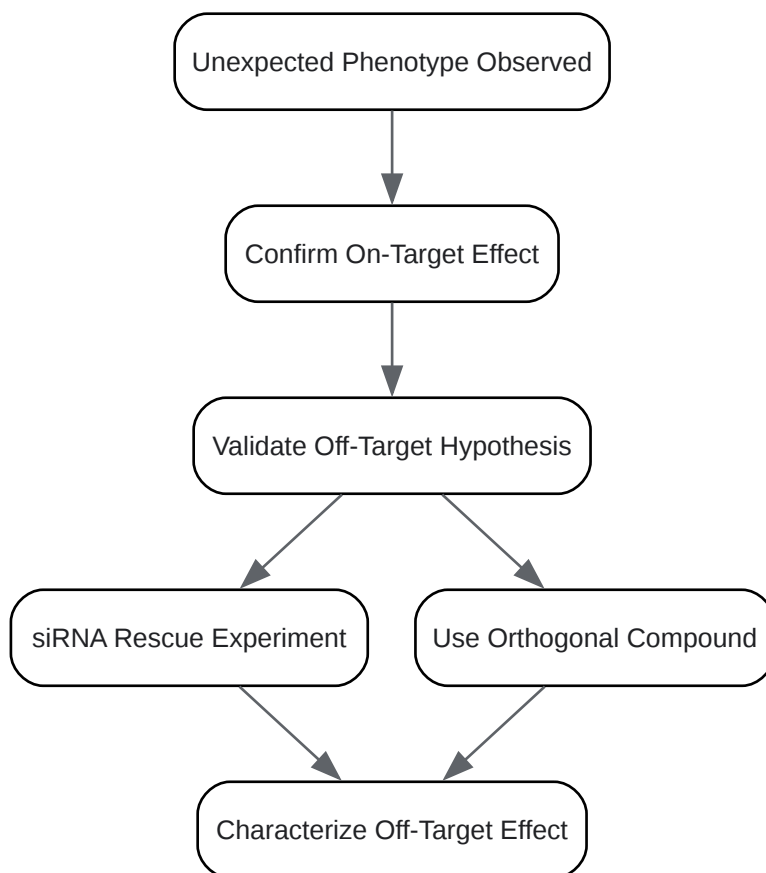 Unexpected Phenotype Observed
Confirm On-Target Effect
Validate Off-Target Hypothesis
siRNA Rescue Experiment
Use Orthogonal Compound
Characterize Off-Target Effect